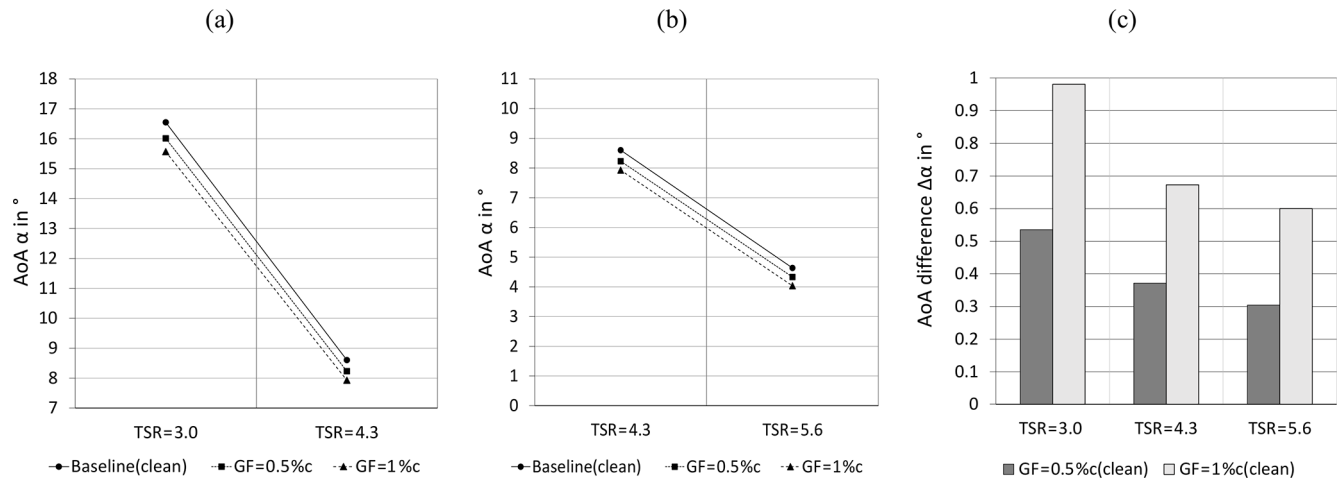 (a)
(b)
(c)
AoA α in °
18
17
16
15
14
13
12
11
10
9
8
7
TSR=3.0
TSR=4.3
Baseline(clean)
GF=0.5%c
GF=1%c
AoA α in °
11
10
9
8
7
6
5
4
3
2
1
0
TSR=4.3
TSR=5.6
Baseline(clean)
GF=0.5%c
GF=1%c
AoA difference Δα in °
1
0.9
0.8
0.7
0.6
0.5
0.4
0.3
0.2
0.1
0
TSR=3.0
TSR=4.3
TSR=5.6
GF=0.5%c(clean)
GF=1%c(clean)